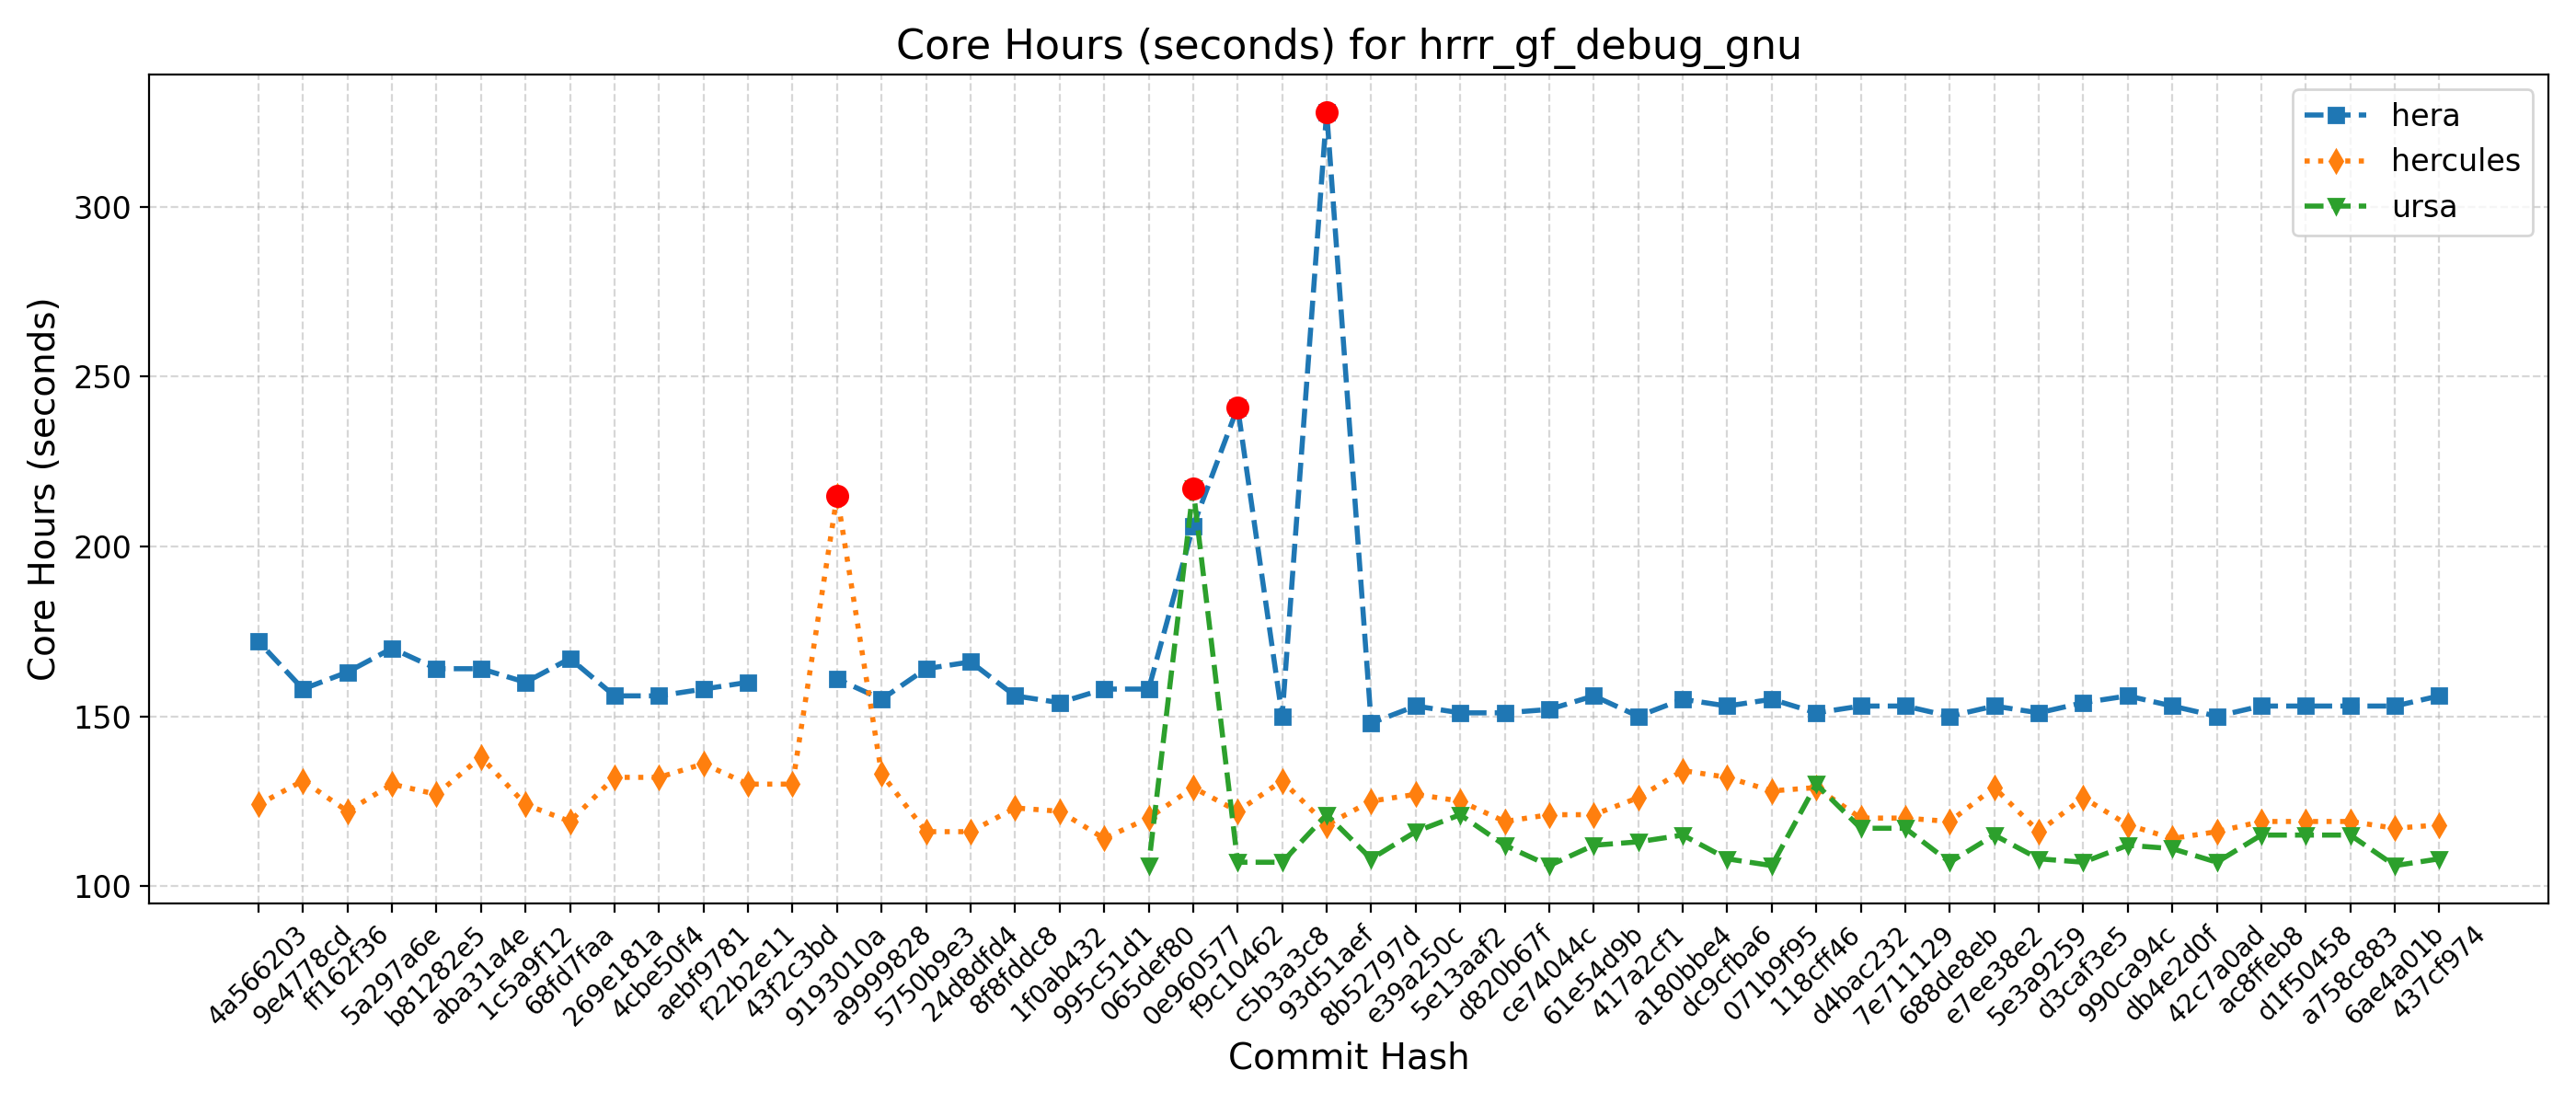 Core Hours (seconds) for hrrr_gf_debug_gnu
hera
hercules
ursa
Core Hours (seconds)
300
250
200
150
100
4a566203
9e4778cd
ff162f36
5a297a6e
b81282e5
aba31a4e
1c5a9f12
68fd7faa
269e181a
4cbe50f4
aebf9781
f22b2e11
43f2c3bd
9193010a
a9999828
5750b9e3
24d8dfd4
8f8fddc8
1f0ab432
995c51d1
065def80
0e960577
f9c10462
c5b3a3c8
93d51aef
8b52797d
e39a250c
5e13aaf2
d820b67f
ce74044c
61e54d9b
417a2cf1
a180bbe4
dc9cfba6
071b9f95
118cff46
d4bac232
7e711129
688de8eb
e7ee38e2
5e3a9259
d3caf3e5
990ca94c
db4e2d0f
42c7a0ad
ac8ffeb8
d1f50458
a758c883
6ae4a01b
437cf974
Commit Hash